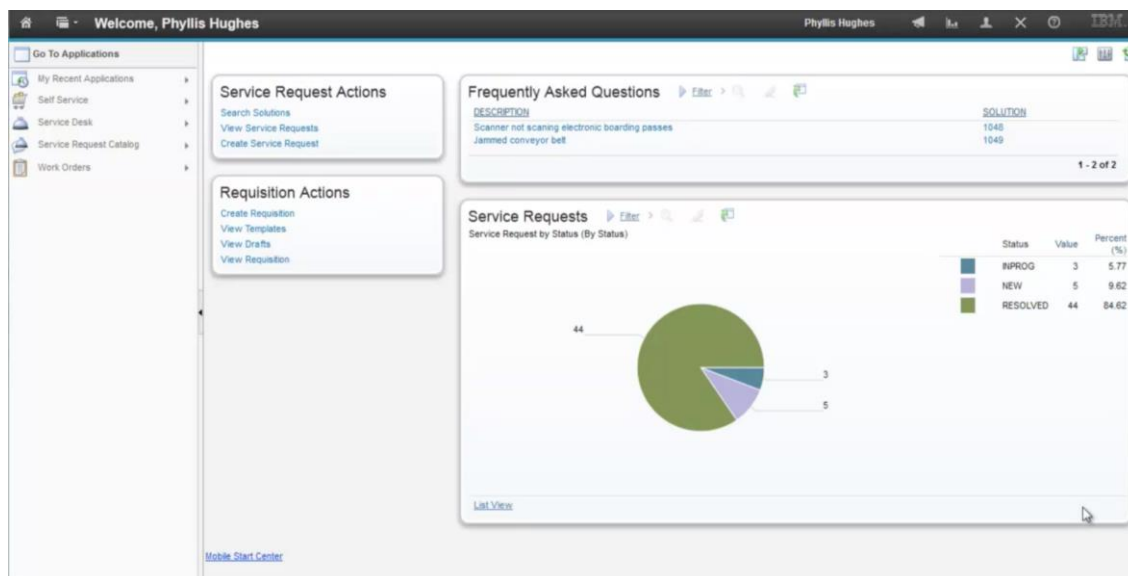 Welcome, Phyllis Hughes
Phyllis Hughes
IBM.
Go To Applications
My Recent Applications
Self Service
Service Desk
Service Request Catalog
Work Orders
Service Request Actions
Search Solutions
View Service Requests
Create Service Request
Requisition Actions
Create Requisition
View Templates
View Drafts
View Requisition
Frequently Asked Questions Filter
DESCRIPTION SOLUTION
Scanner not scaning electronic boarding passes 1048
Jammed conveyor belt 1049
1 - 2 of 2
Service Requests Filter
Service Request by Status (By Status)
Status Value Percent (%)
INPROG 3 5.77
NEW 5 9.62
RESOLVED 44 84.62
44
3
5
List View
Mobile Start Center